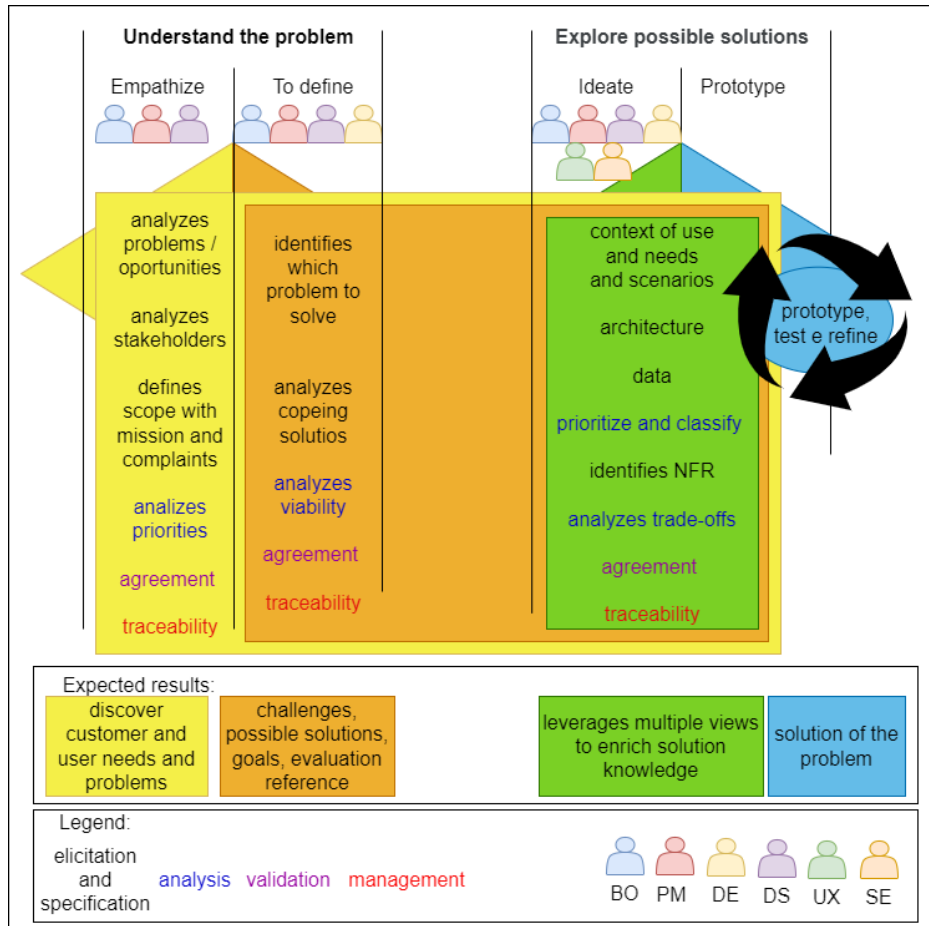 Understand the problem
Explore possible solutions
Empathize
To define
Ideate
Prototype
analyzes
problems /
oportunities
analyzes
stakeholders
defines
scope with
mission and
complaints
analizes
priorities
agreement
traceability
identifies
which
problem to
solve
analyzes
copeing
solutios
analyzes
viability
agreement
traceability
context of use
and needs
and scenarios
architecture
data
prioritize and classify
identifies NFR
analyzes trade-offs
agreement
traceability
prototype,
test e refine
Expected results:
discover
customer and
user needs and
problems
challenges,
possible solutions,
goals, evaluation
reference
leverages multiple views
to enrich solution
knowledge
solution of the
problem
Legend:
elicitation
and
specification
analysis
validation
management
BO
PM
DE
DS
UX
SE